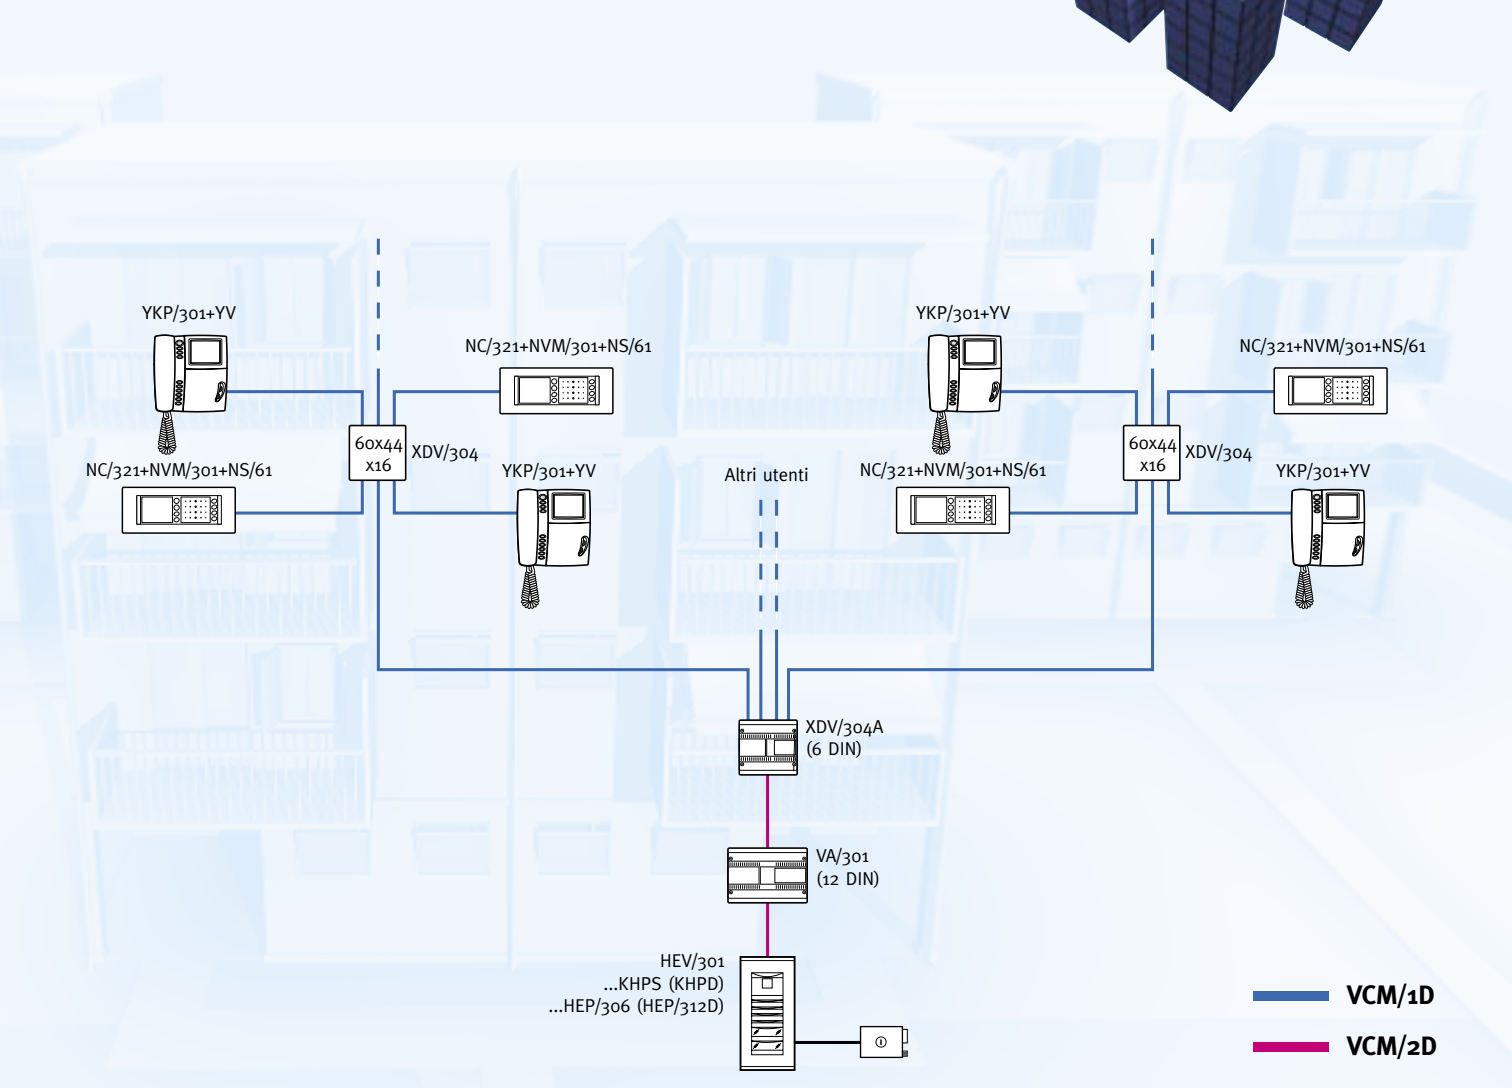 YKP/301+YV
NC/321+NVM/301+NS/61
60x44
x16
XDV/304
NC/321+NVM/301+NS/61
YKP/301+YV
Altri utenti
YKP/301+YV
NC/321+NVM/301+NS/61
60x44
x16
XDV/304
NC/321+NVM/301+NS/61
YKP/301+YV
XDV/304A
(6 DIN)
VA/301
(12 DIN)
HEV/301
...KHPS (KHPD)
...HEP/306 (HEP/312D)
VCM/1D
VCM/2D